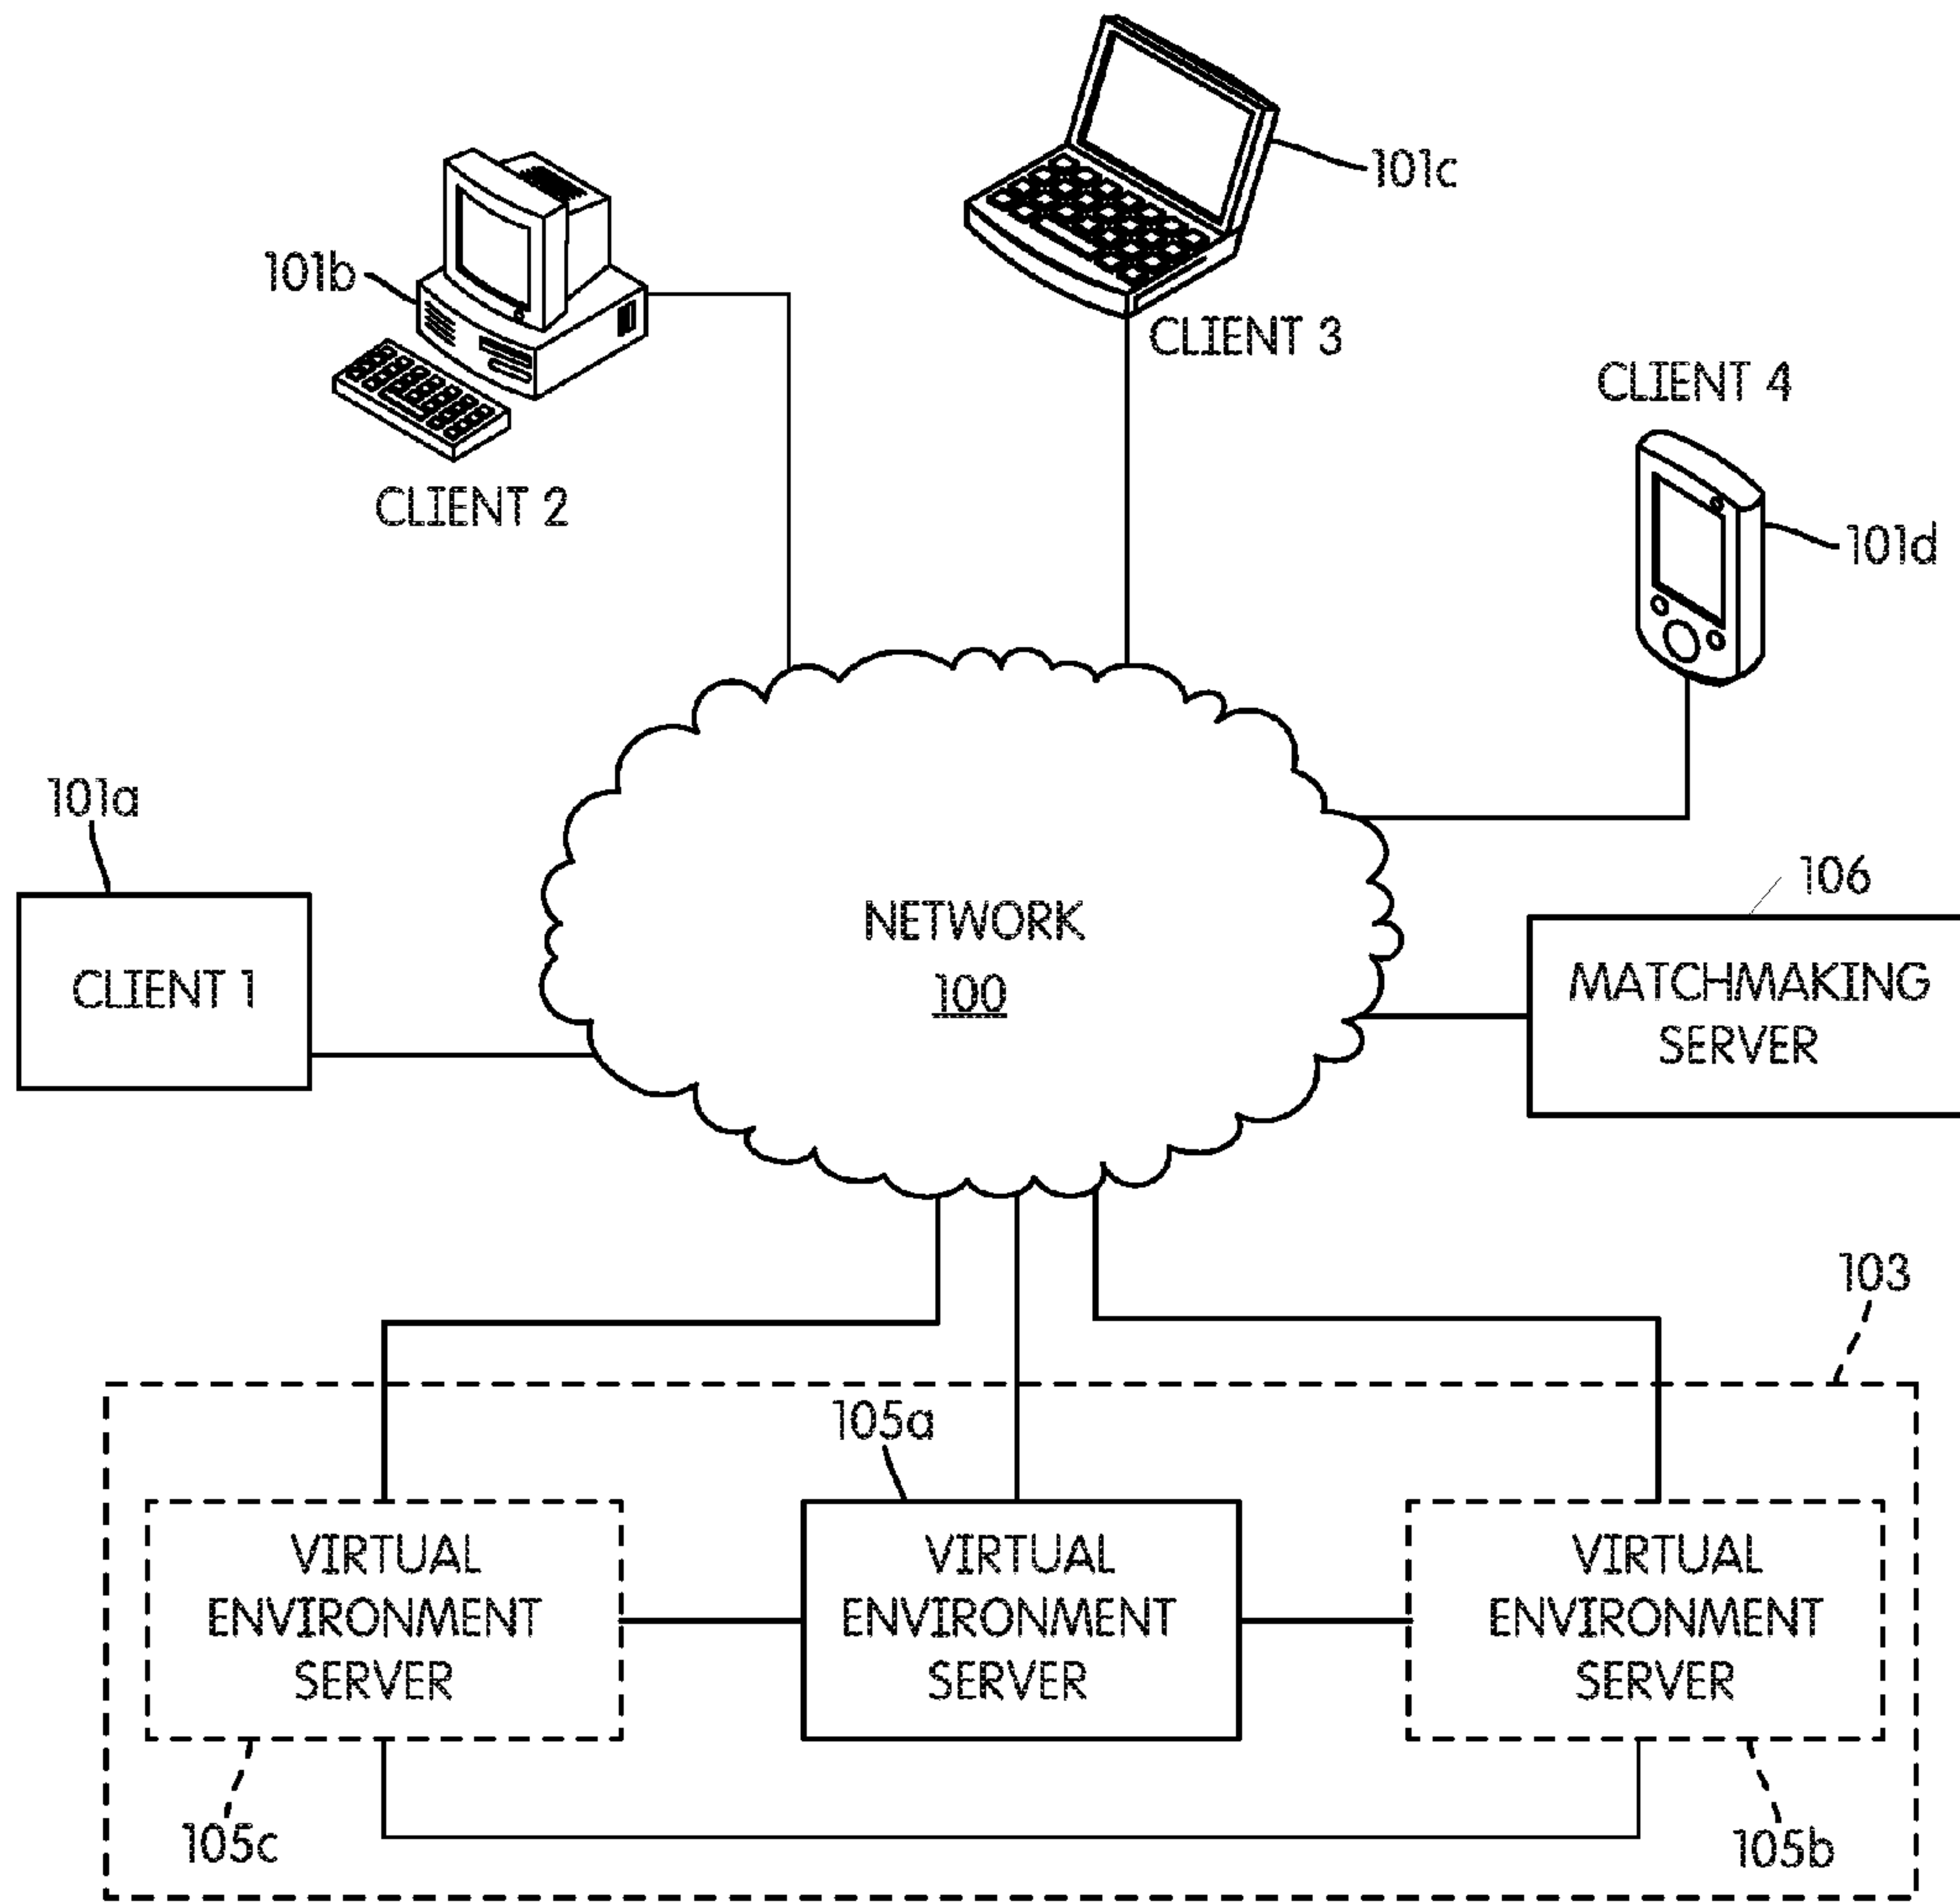 101c
101b
CLIENT 3
CLIENT 4
CLIENT 2
101d
101a
106
NETWORK
100
CLIENT 1
MATCHMAKING
SERVER
103
105a
VIRTUAL
ENVIRONMENT
SERVER
VIRTUAL
ENVIRONMENT
SERVER
VIRTUAL
ENVIRONMENT
SERVER
105c
105b